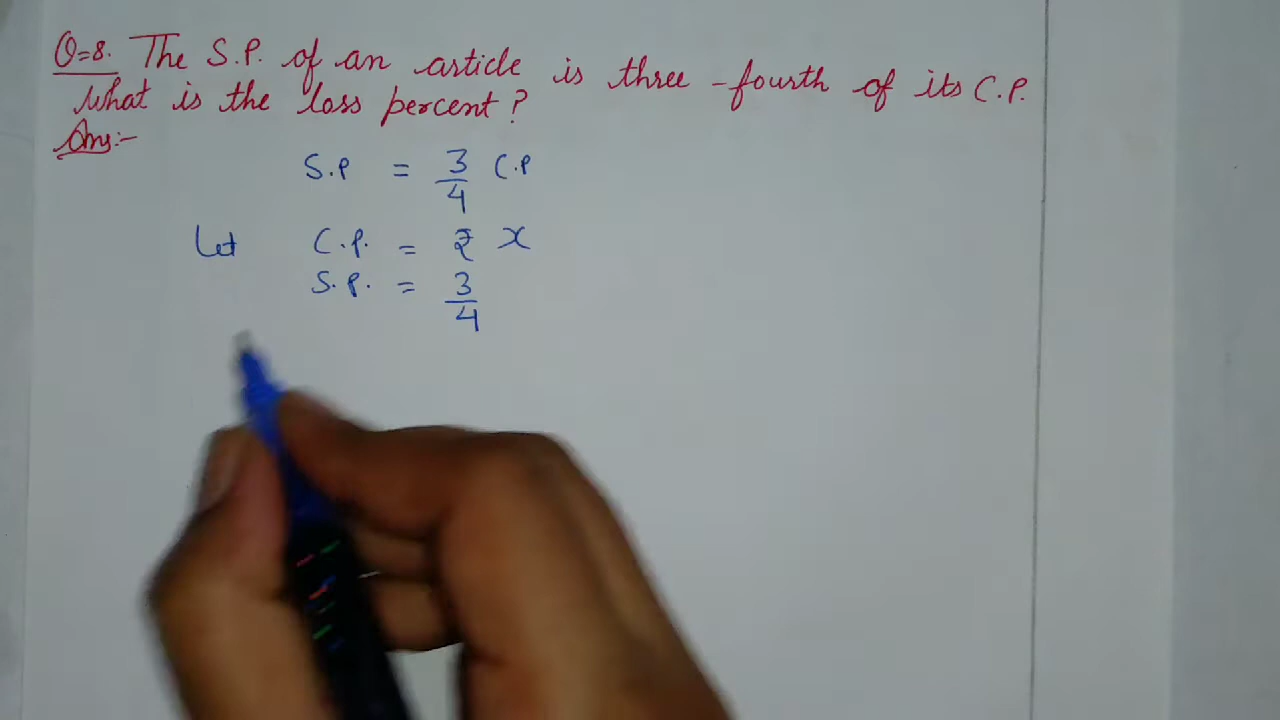 Q=8. The S.P. of an article is three-fourth of its C.P.
What is the loss percent?
Ans:-
S.P = 3/4 C.P
Let C.P. = ₹ x
S.P. = 3/4